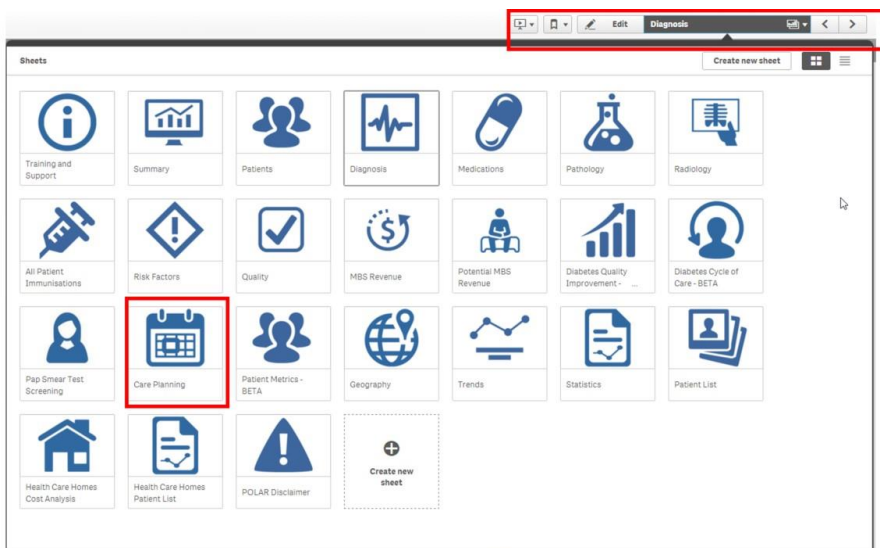 Edit
Diagnosis
Sheets
Create new sheet
Training and
Support
Summary
Patients
Diagnosis
Medications
Pathology
Radiology
All Patient
Immunisations
Risk Factors
Quality
MBS Revenue
Potential MBS
Revenue
Diabetes Quality
Improvement - ...
Diabetes Cycle of
Care - BETA
Pap Smear Test
Screening
Care Planning
Patient Metrics -
BETA
Geography
Trends
Statistics
Patient List
Health Care Homes
Cost Analysis
Health Care Homes
Patient List
POLAR Disclaimer
Create new
sheet